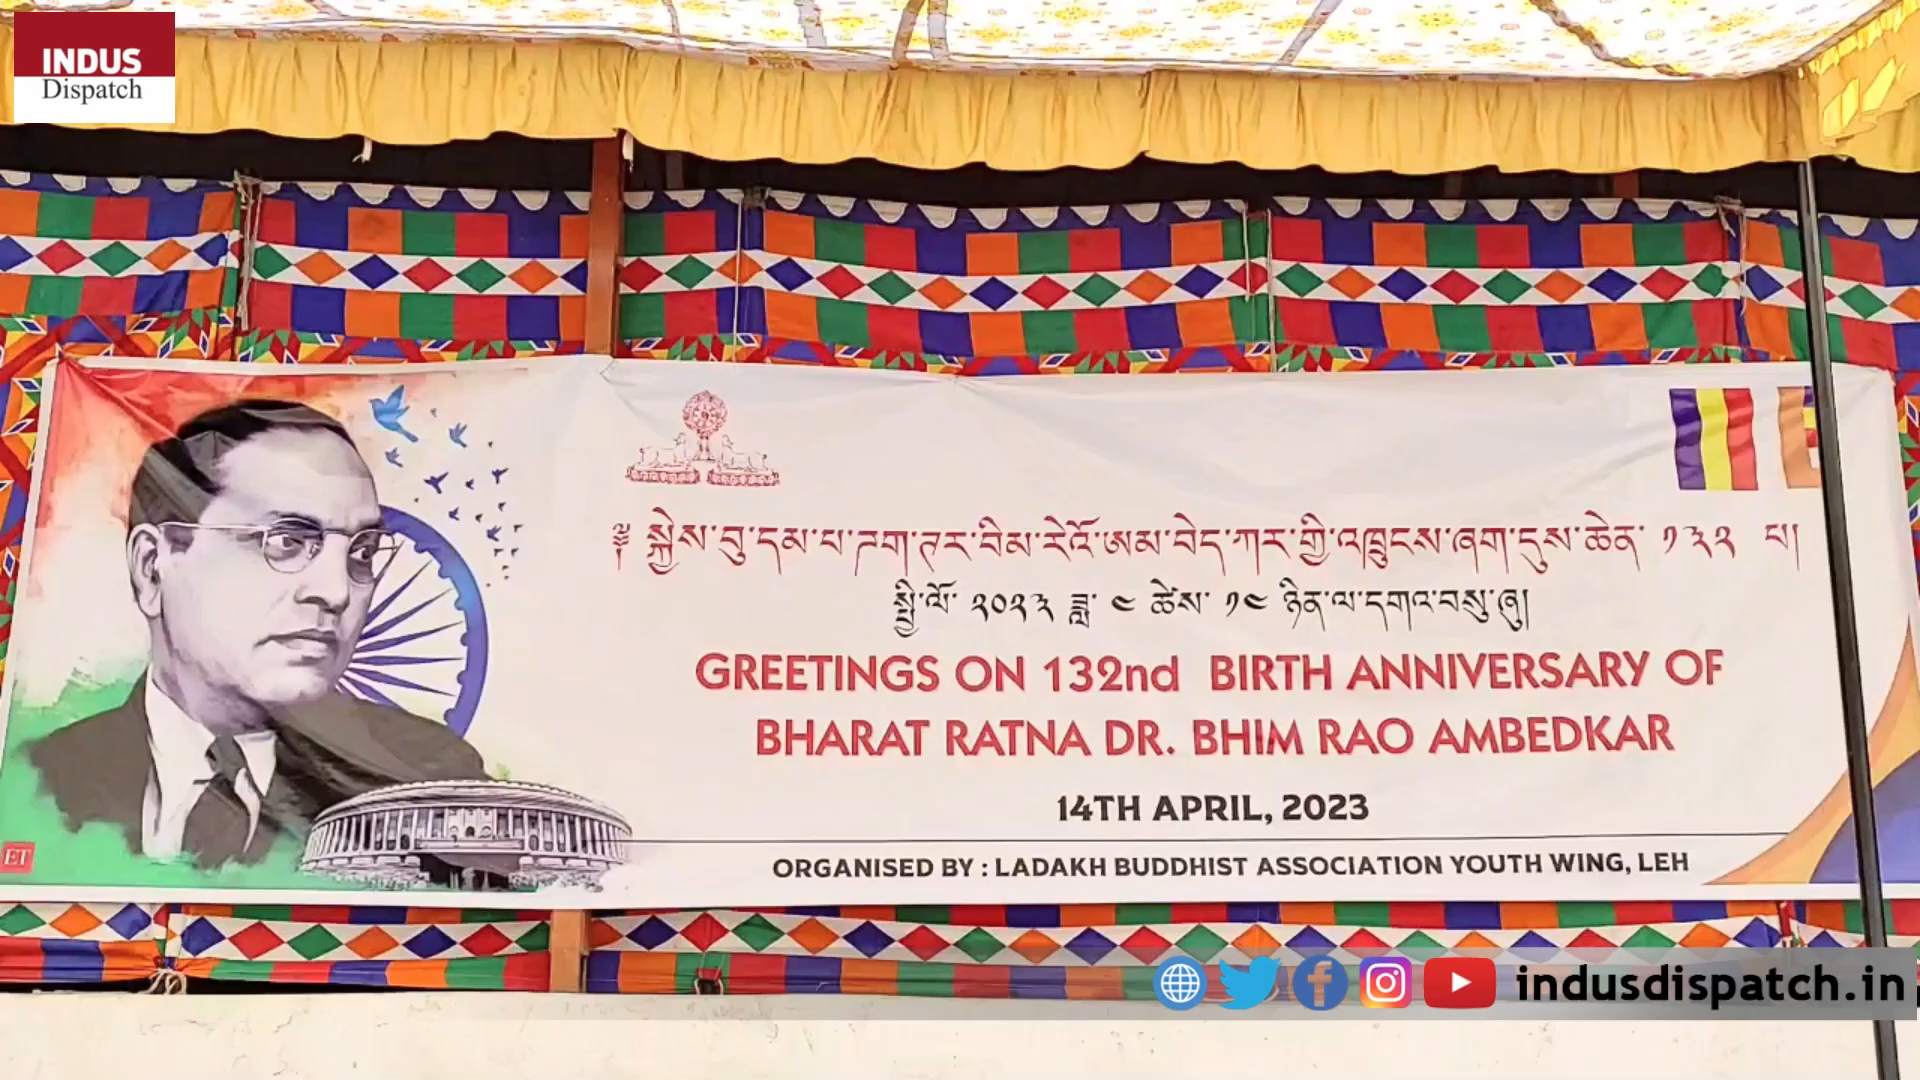 INDUS
Dispatch
༄༅ སྐྱེས་བུ་དམ་པ་ཌག་ཊར་བིམ་རའོ་ཨམ་བེད་ཀར་གྱི་འཁྲུངས་ཞག་དུས་ཆེན་ ༡༣༢ པ།
སྤྱི་ལོ་ ༢༠༢༣ ཟླ་ ༤ ཚེས་ ༡༤ ཉིན་ལ་དགའ་བསུ་ཞུ།
GREETINGS ON 132nd BIRTH ANNIVERSARY OF
BHARAT RATNA DR. BHIM RAO AMBEDKAR
14TH APRIL, 2023
ORGANISED BY : LADAKH BUDDHIST ASSOCIATION YOUTH WING, LEH
ET
indusdispatch.in